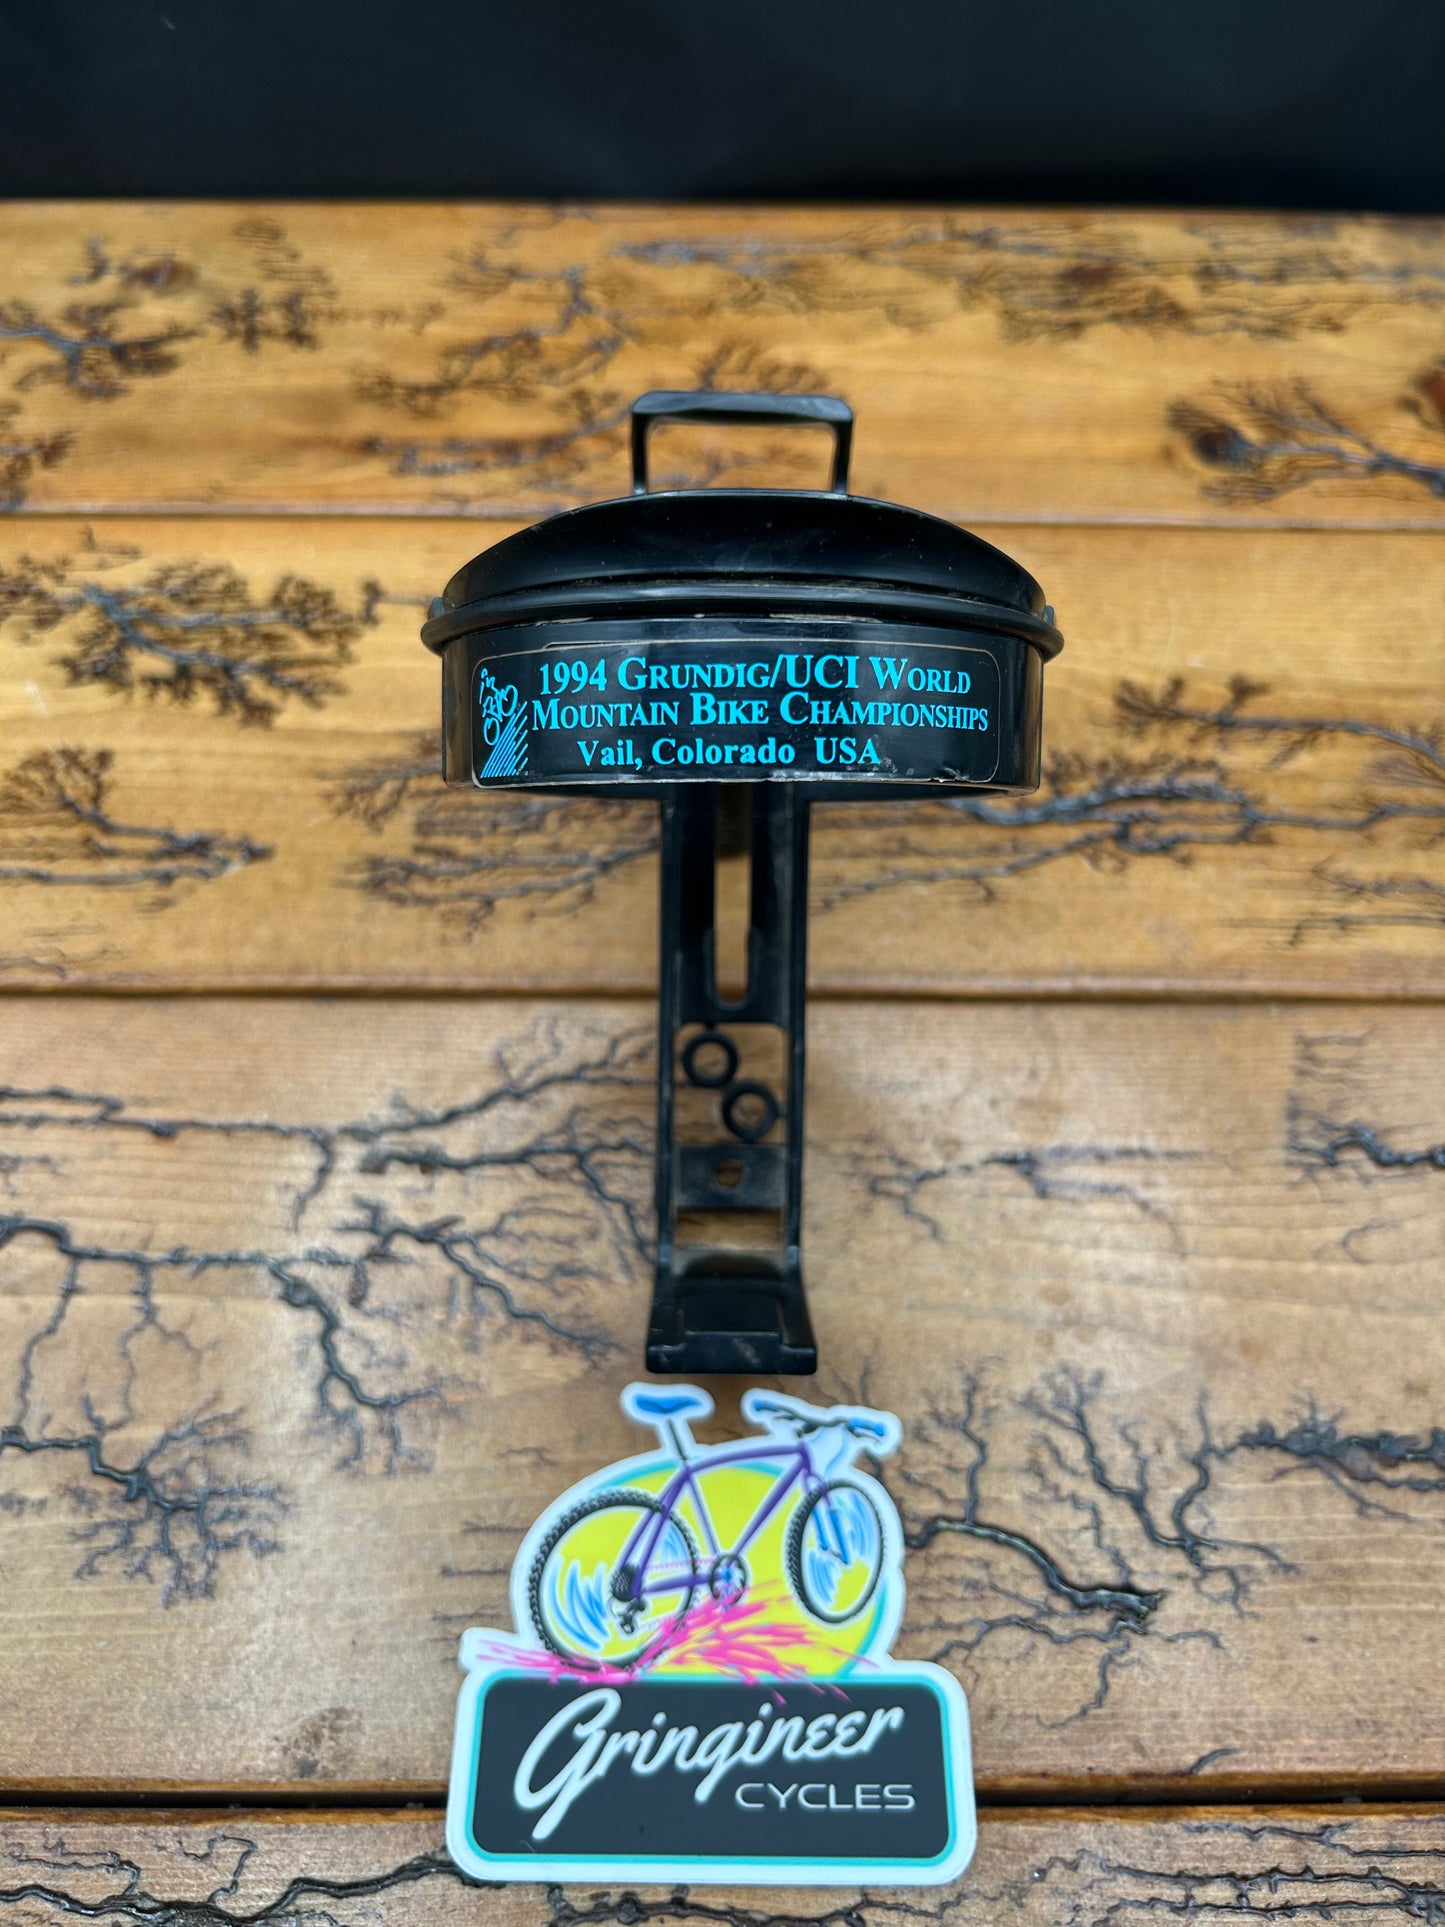 1994 GRUNDIG/UCI WORLD
MOUNTAIN BIKE CHAMPIONSHIPS
Vail, Colorado USA
Gringineer
CYCLES